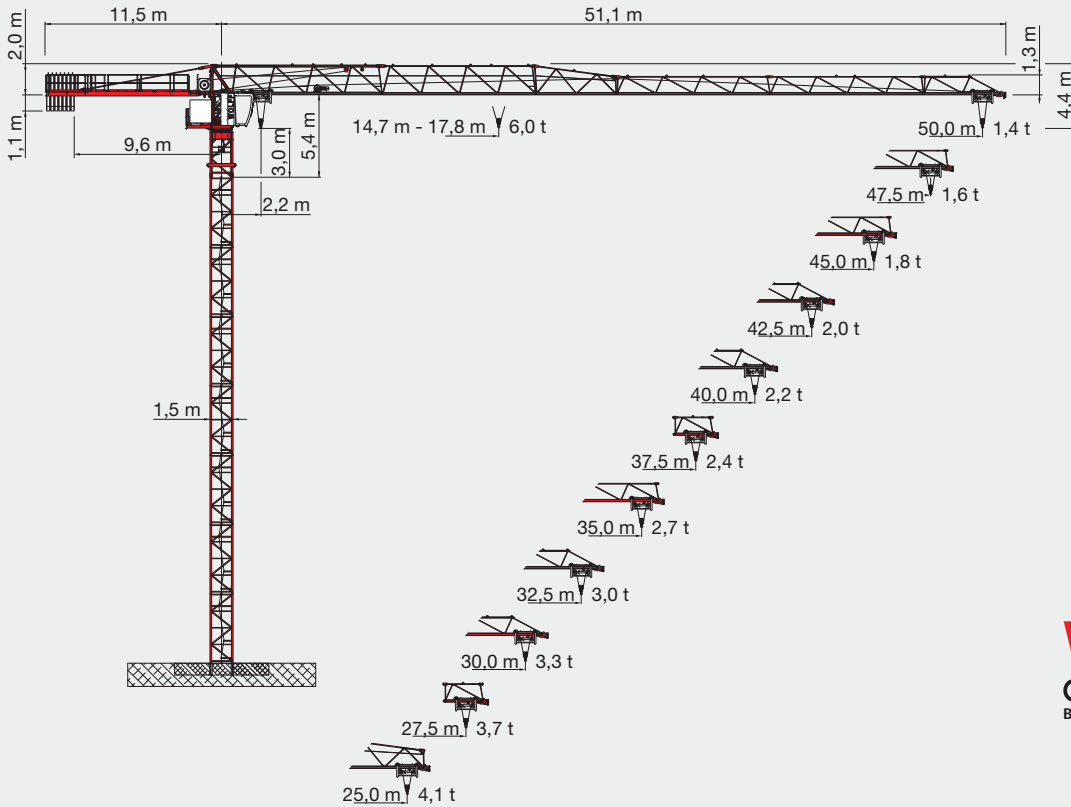 11,5 m
51,1 m
2,0 m
1,3 m
4,4 m
1,1 m
9,6 m
3,0 m
5,4 m
2,2 m
14,7 m - 17,8 m 6,0 t
50,0 m 1,4 t
47,5 m 1,6 t
45,0 m 1,8 t
42,5 m 2,0 t
40,0 m 2,2 t
1,5 m
37,5 m 2,4 t
35,0 m 2,7 t
32,5 m 3,0 t
30,0 m 3,3 t
27,5 m 3,7 t
25,0 m 4,1 t